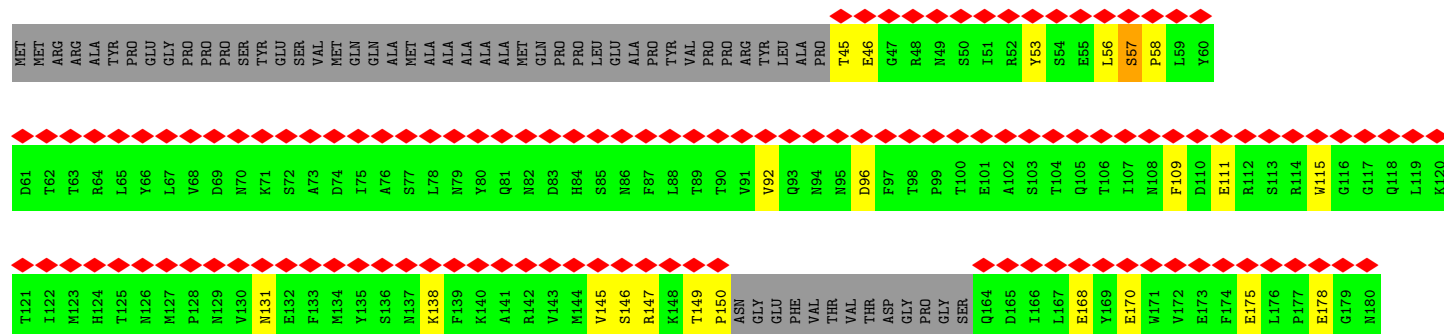 MET MET ARG ARG ALA TYR PRO GLU GLY PRO PRO PRO PRO SER TYR GLU SER VAL MET GLN GLN ALA MET ALA ALA ALA ALA ALA ALA MET GLN PRO PRO LEU GLU ALA PRO TYR VAL PRO PRO ARG TYR LEU ALA PRO T45 E46 G47 R48 N49 S50 I51 R52 Y53 S54 E55 L56 S57 P58 L59 Y60
D61 T62 T63 R64 L65 Y66 L67 V68 D69 N70 K71 S72 A73 D74 I75 A76 S77 L78 N79 Y80 Q81 N82 D83 H84 S85 N86 F87 L88 T89 T90 V91 V92 Q93 N94 N95 D96 F97 T98 P99 T100 E101 A102 S103 T104 Q105 T106 I107 N108 F109 D110 E111 R112 S113 R114 W115 G116 G117 Q118 L119 K120
T121 I122 M123 H124 T125 N126 M127 P128 N129 V130 N131 E132 F133 M134 Y135 S136 N137 K138 F139 K140 A141 R142 V143 M144 V145 S146 R147 K148 T149 P150 ASN GLY GLU PHE VAL THR VAL THR ASP GLY PRO GLY SER Q164 D165 I166 L167 E168 Y169 E170 W171 V172 E173 F174 E175 L176 P177 E178 G179 N180